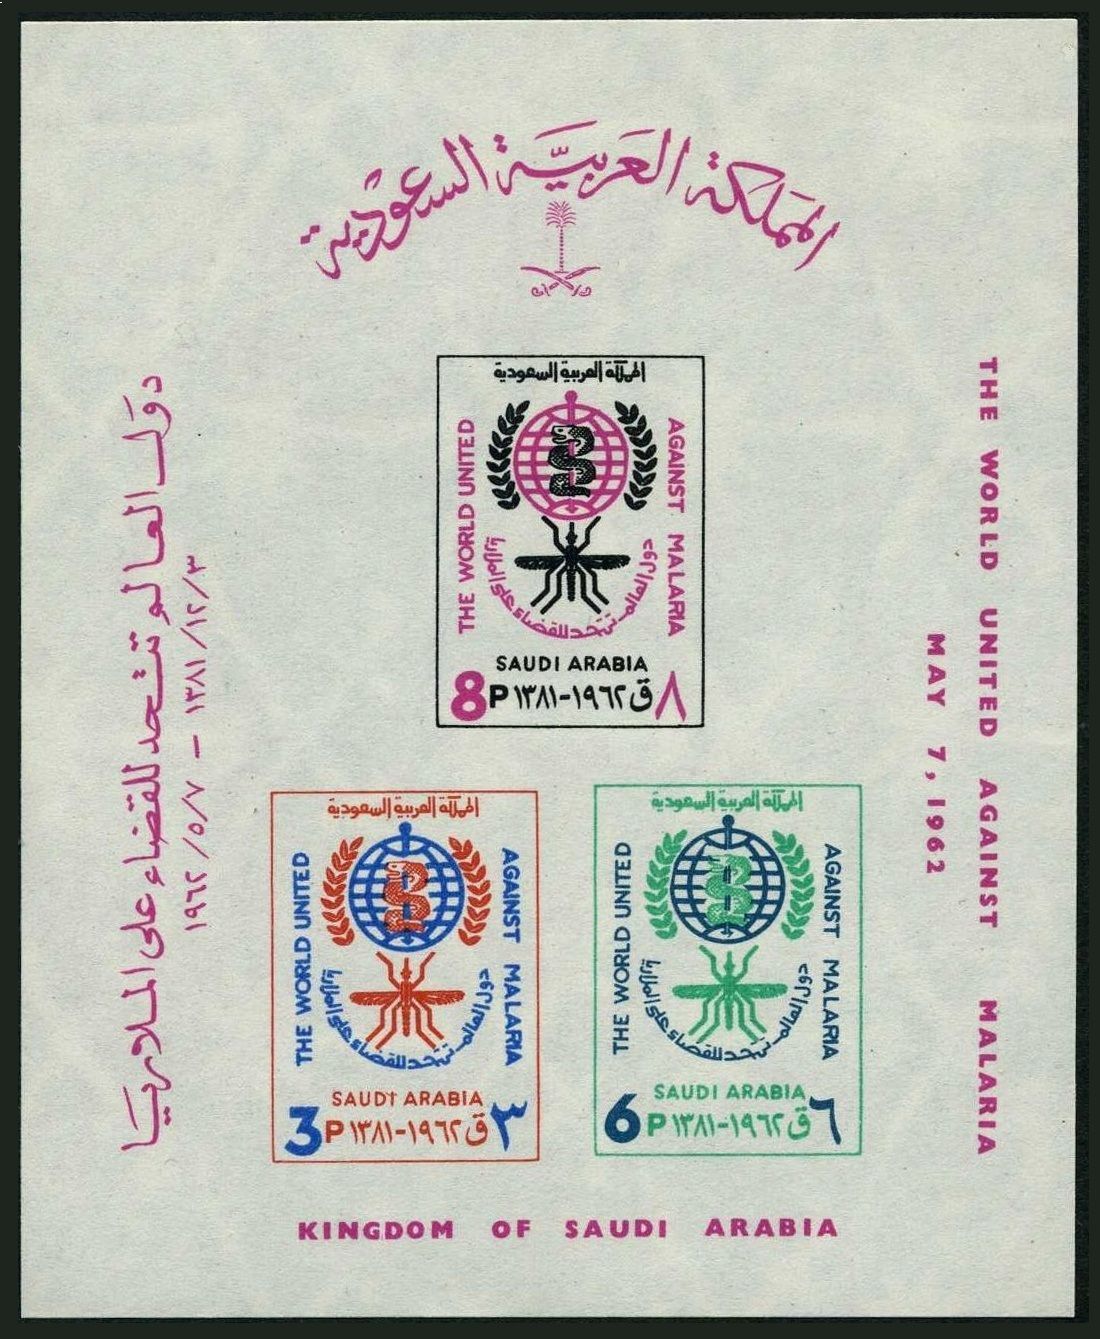 المملكة العربيّة السعودية
المملكة العربية السعودية
THE WORLD UNITED
AGAINST MALARIA
دول العالم تتحد للقضاء على الملاريا
SAUDI ARABIA
8P ١٣٨١-١٩٦٢ ق ٨
دوَل العالم تتحد للقضاء على الملاريَا
١٩٦٢/٥/٧ - ١٣٨١/١٢/٣
THE WORLD UNITED AGAINST MALARIA
MAY 7, 1962
المملكة العربية السعودية
THE WORLD UNITED
AGAINST MALARIA
دول العالم تتحد للقضاء على الملاريا
SAUDI ARABIA
3P ١٣٨١-١٩٦٢ ق ٣
المملكة العربية السعودية
THE WORLD UNITED
AGAINST MALARIA
دول العالم تتحد للقضاء على الملاريا
SAUDI ARABIA
6P ١٣٨١-١٩٦٢ ق ٦
KINGDOM OF SAUDI ARABIA